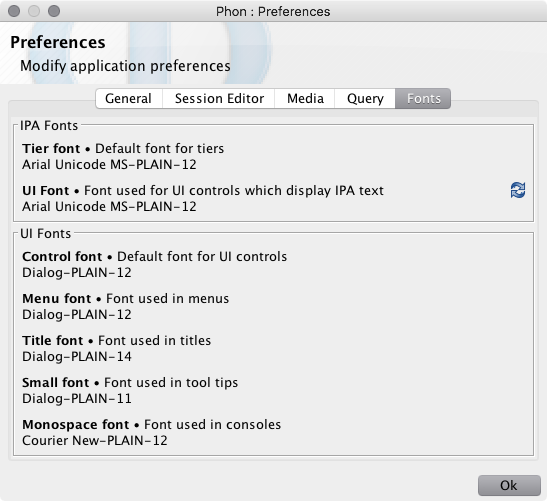 Phon : Preferences
Preferences
Modify application preferences
General Session Editor Media Query Fonts
IPA Fonts
Tier font • Default font for tiers
Arial Unicode MS-PLAIN-12
UI Font • Font used for UI controls which display IPA text
Arial Unicode MS-PLAIN-12
UI Fonts
Control font • Default font for UI controls
Dialog-PLAIN-12
Menu font • Font used in menus
Dialog-PLAIN-12
Title font • Font used in titles
Dialog-PLAIN-14
Small font • Font used in tool tips
Dialog-PLAIN-11
Monospace font • Font used in consoles
Courier New-PLAIN-12
Ok